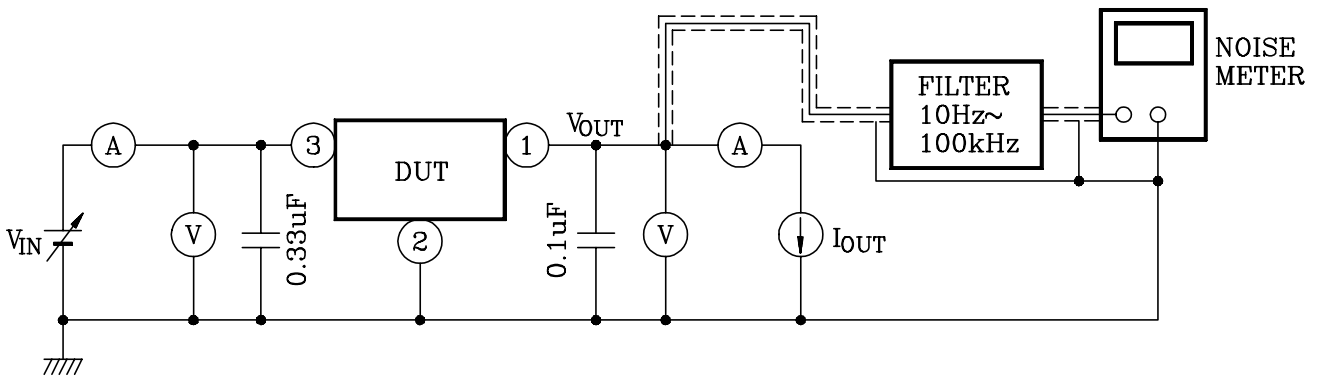 NOISE
METER
FILTER
10Hz~
100kHz
A
3
DUT
1
VOUT
A
VIN
V
0.33uF
2
0.1uF
V
IOUT